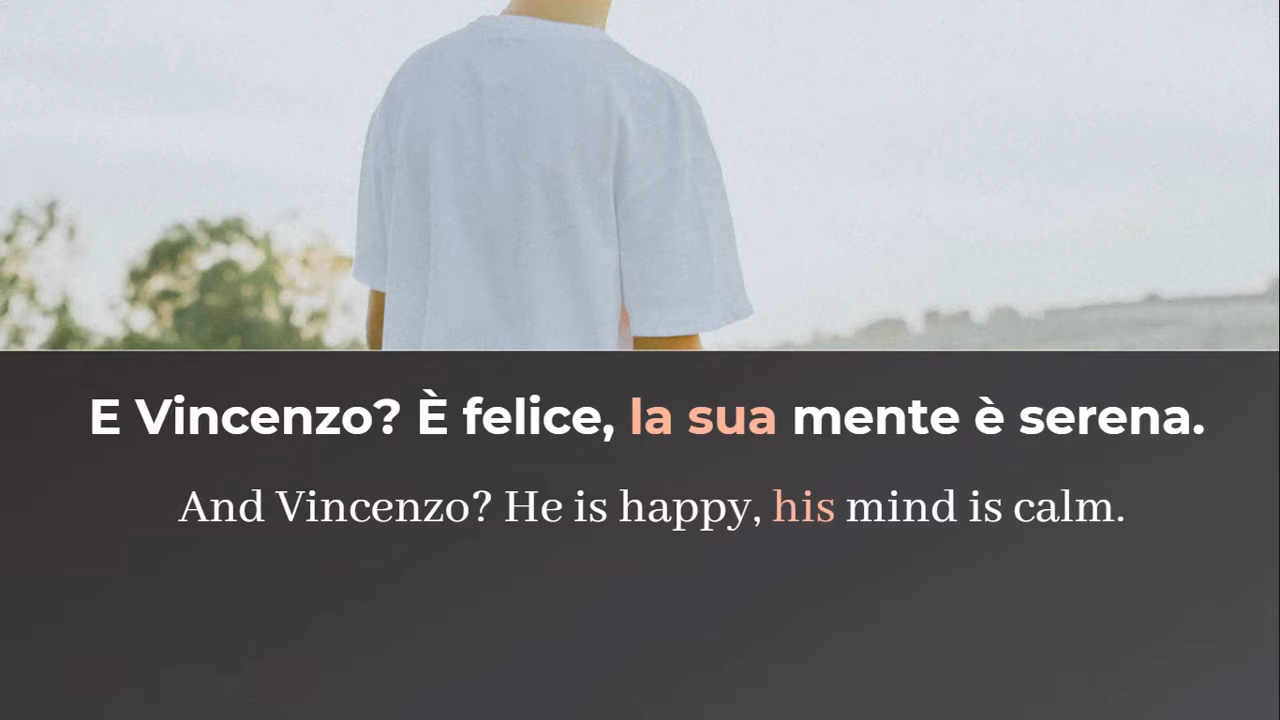 E Vincenzo? È felice, la sua mente è serena.
And Vincenzo? He is happy, his mind is calm.